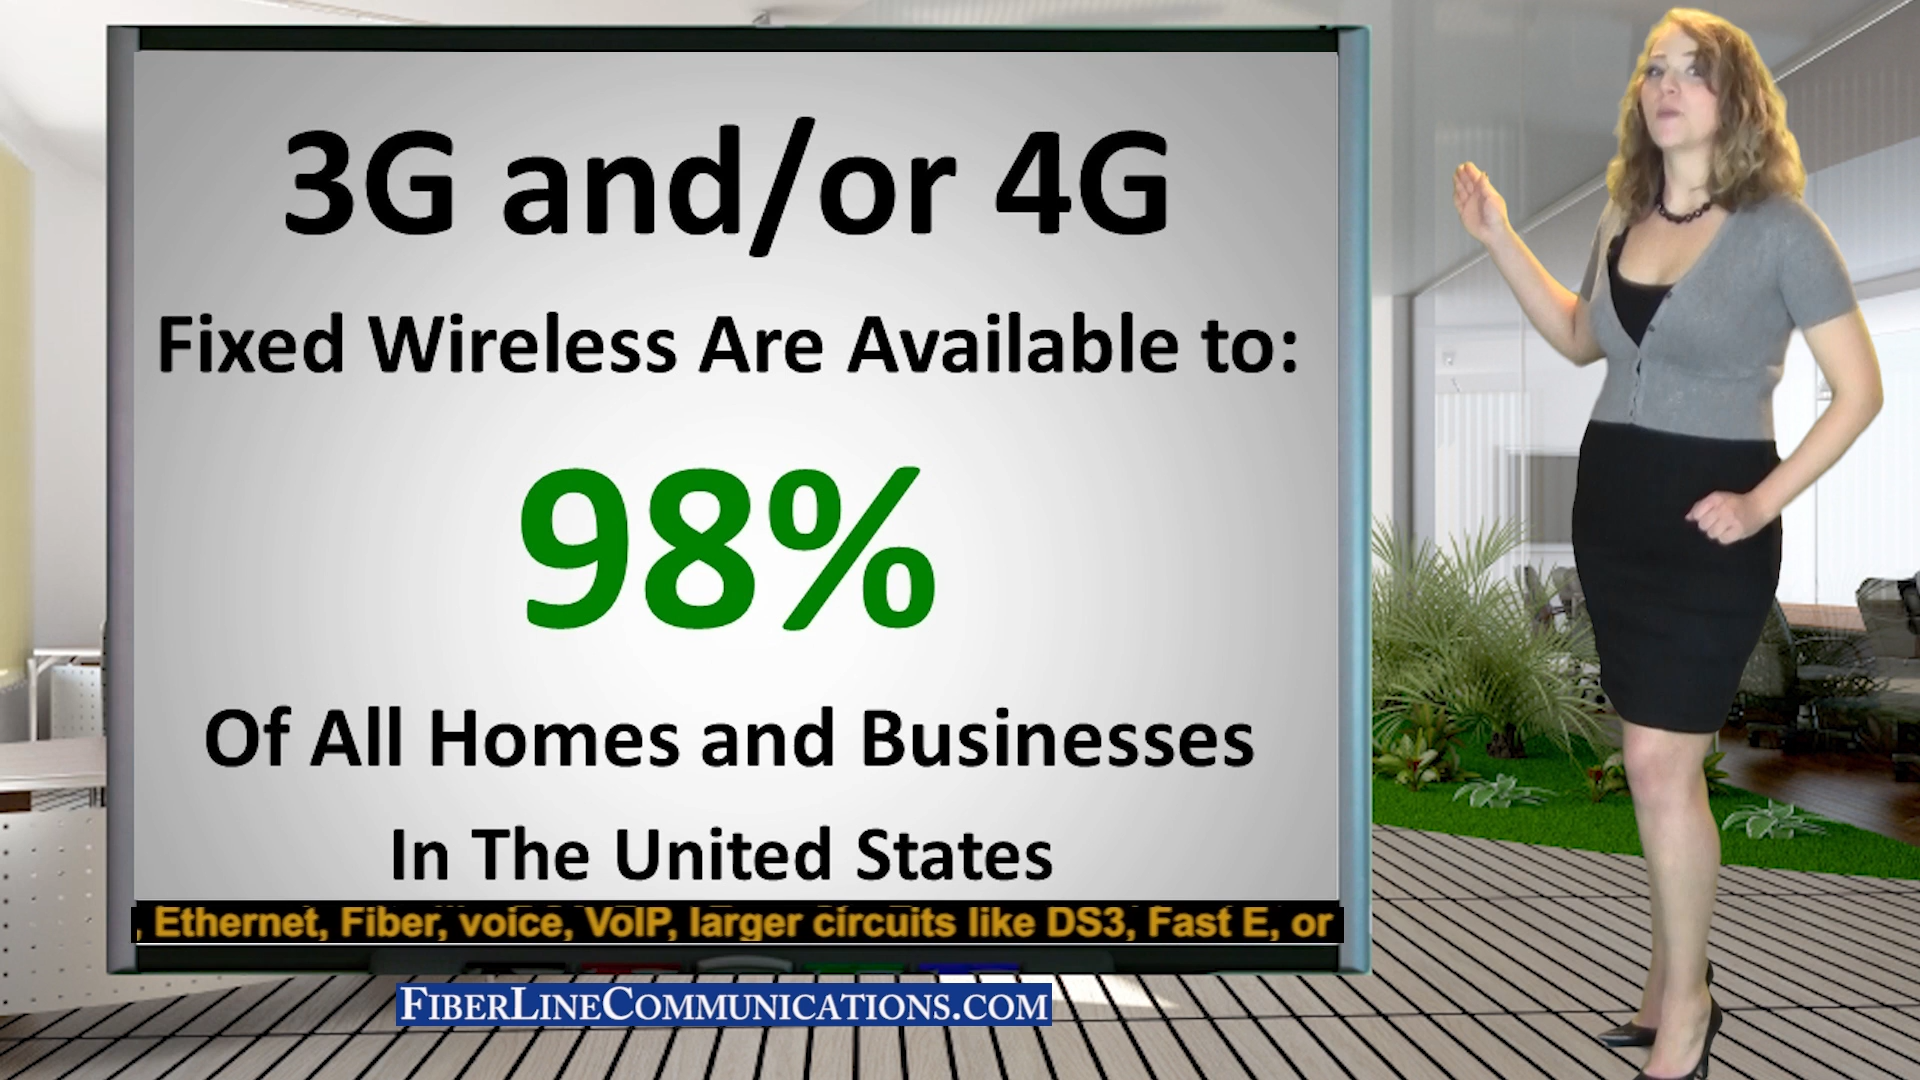 3G and/or 4G
Fixed Wireless Are Available to:
98%
Of All Homes and Businesses
In The United States
, Ethernet, Fiber, voice, VoIP, larger circuits like DS3, Fast E, or
FIBERLINECOMMUNICATIONS.COM